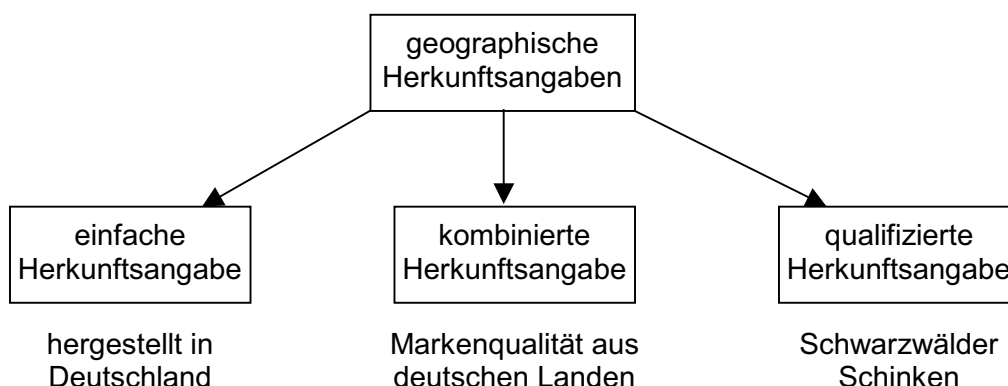 geographische
Herkunftsangaben
einfache
Herkunftsangabe
kombinierte
Herkunftsangabe
qualifizierte
Herkunftsangabe
hergestellt in
Deutschland
Markenqualität aus
deutschen Landen
Schwarzwälder
Schinken